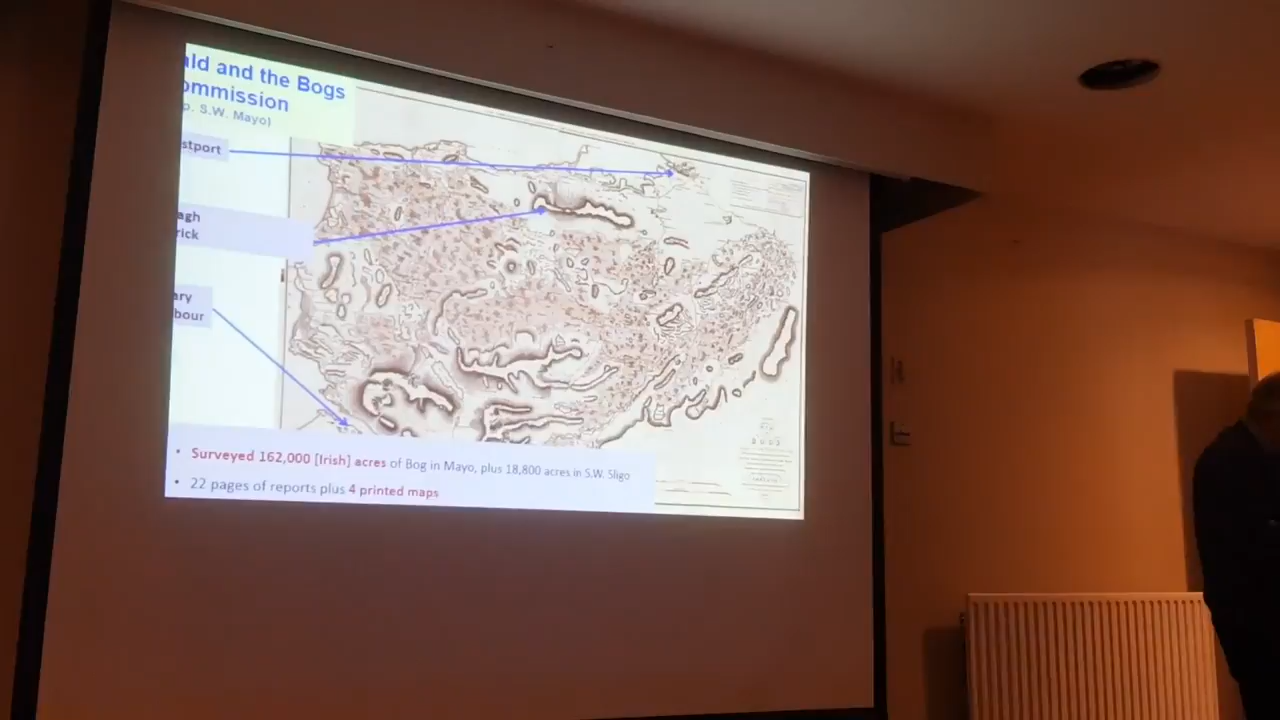 ald and the Bogs
ommission
p. S.W. Mayo)
stport
agh
rick
ary
bour
• Surveyed 162,000 [Irish] acres of Bog in Mayo, plus 18,800 acres in S.W. Sligo
• 22 pages of reports plus 4 printed maps